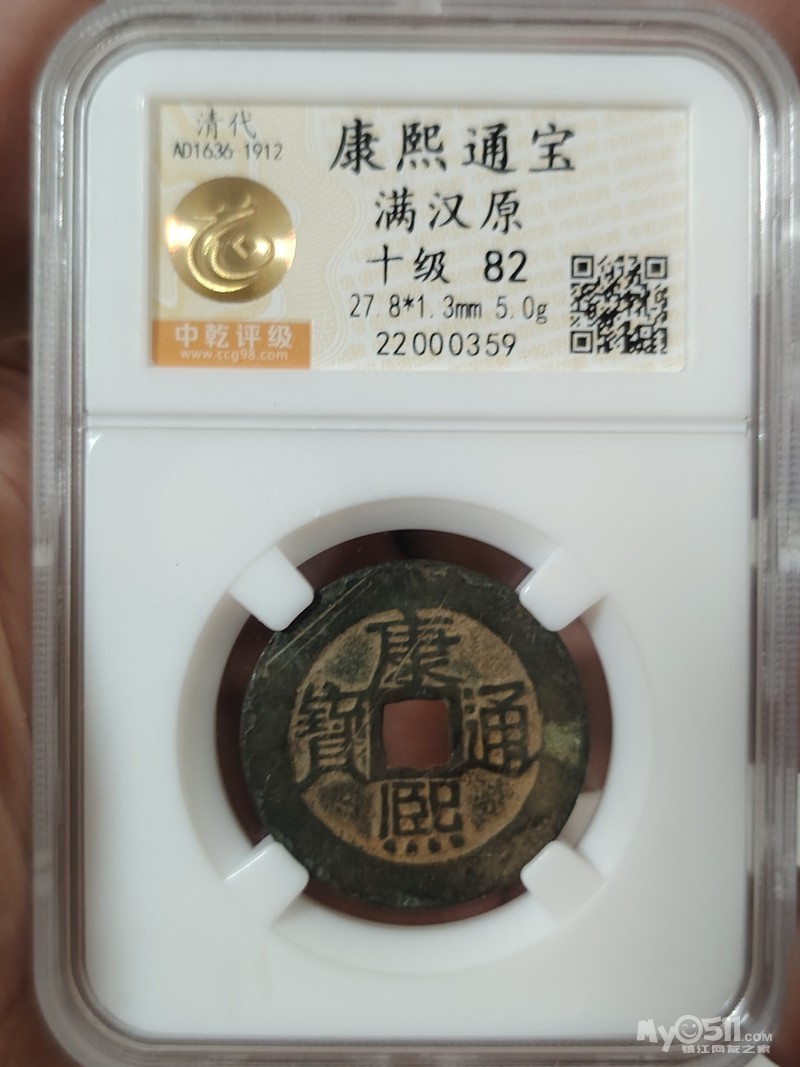 清代
AD1636-1912
中乾评级
www.ccg98.com
康熙通宝
满汉原
十级 82
27.8*1.3mm 5.0g
22000359
康熙通寶
My0511.COM
镇江网友之家